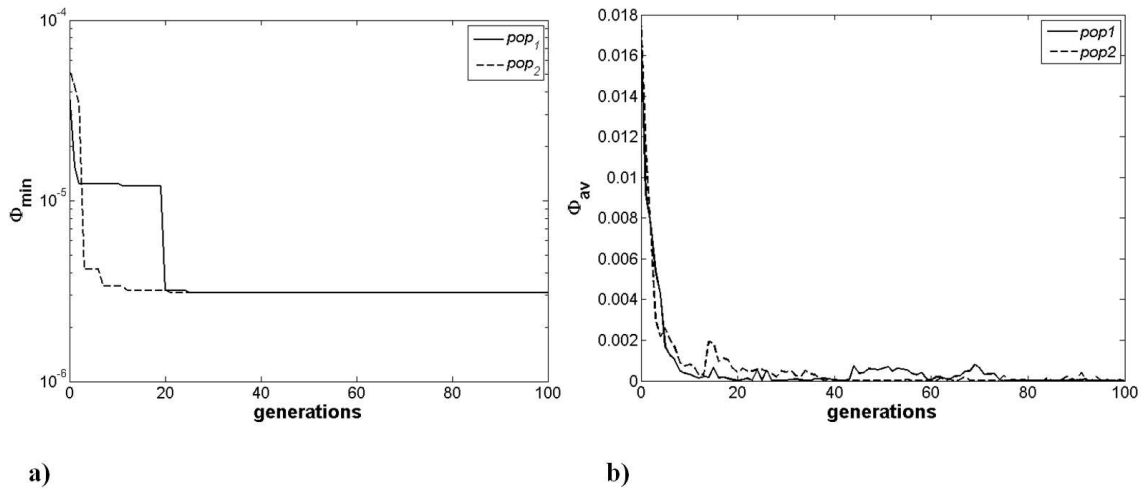 10⁻⁴
10⁻⁵
10⁻⁶
Φmin
pop₁
pop₂
0 20 40 60 80 100
generations
a)
0.018
0.016
0.014
0.012
0.01
0.008
0.006
0.004
0.002
0
Φav
pop1
pop2
0 20 40 60 80 100
generations
b)